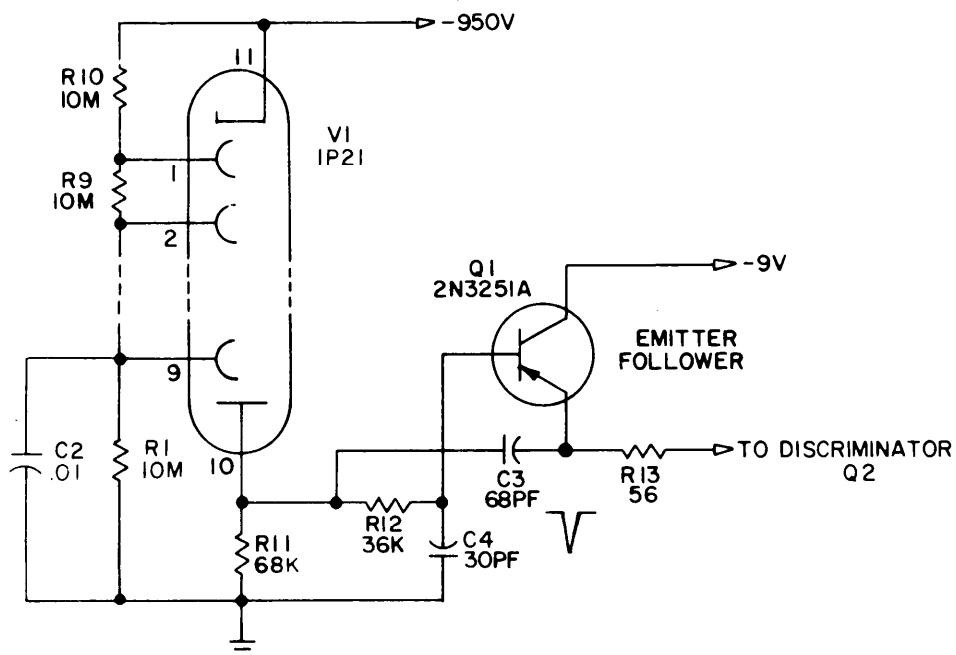 -950V
11
R10
10M
V1
1P21
1
R9
10M
2
-9V
Q1
2N3251A
EMITTER
FOLLOWER
9
C2
.01
R1
10M
10
TO DISCRIMINATOR
Q2
C3
68PF
R13
56
R12
36K
R11
68K
C4
30PF